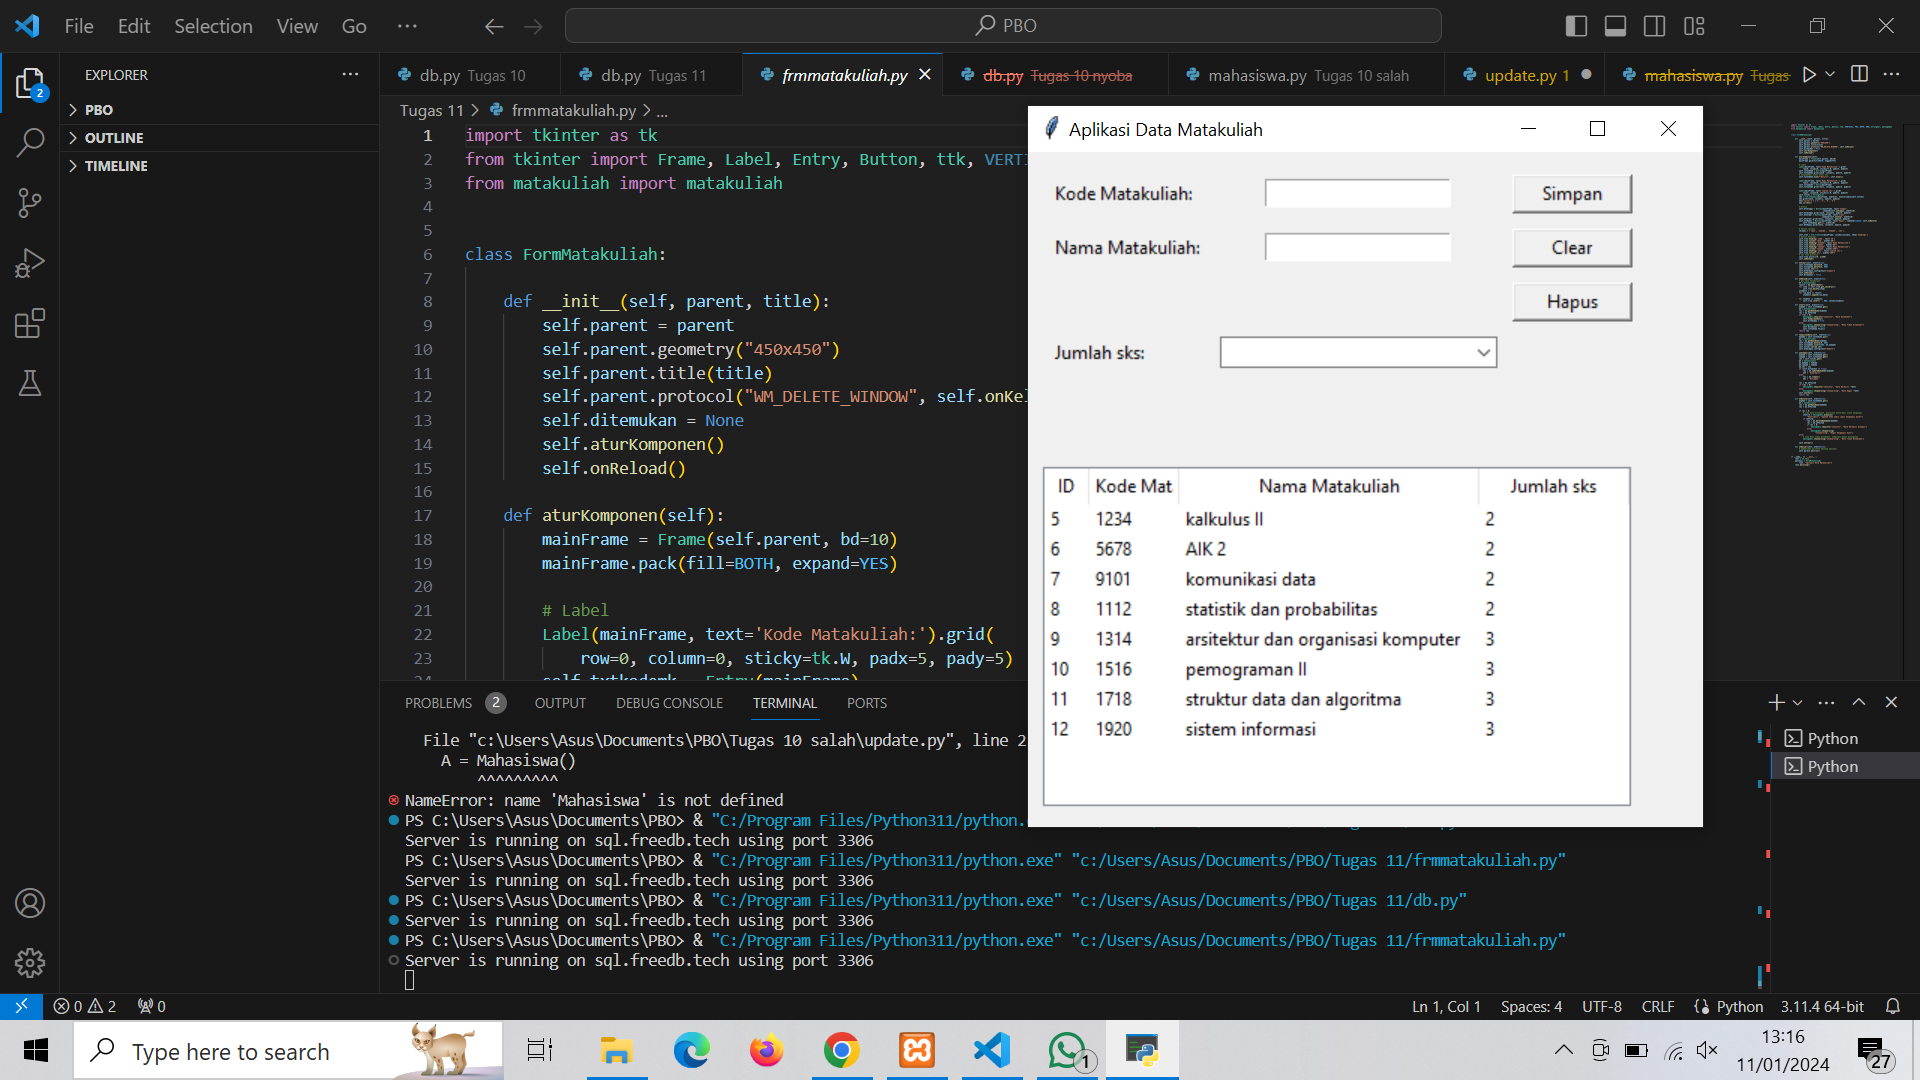 File Edit Selection View Go ··· PBO
EXPLORER ···
PBO
OUTLINE
TIMELINE
2
db.py Tugas 10
db.py Tugas 11
frmmatakuliah.py
db.py Tugas 10 nyoba
mahasiswa.py Tugas 10 salah
update.py 1
mahasiswa.py Tugas
Tugas 11 > frmmatakuliah.py > ...
1 import tkinter as tk
2 from tkinter import Frame, Label, Entry, Button, ttk, VERTI
3 from matakuliah import matakuliah
4
5
6 class FormMatakuliah:
7
8 def __init__(self, parent, title):
9 self.parent = parent
10 self.parent.geometry("450x450")
11 self.parent.title(title)
12 self.parent.protocol("WM_DELETE_WINDOW", self.onKel
13 self.ditemukan = None
14 self.aturKomponen()
15 self.onReload()
16
17 def aturKomponen(self):
18 mainFrame = Frame(self.parent, bd=10)
19 mainFrame.pack(fill=BOTH, expand=YES)
20
21 # Label
22 Label(mainFrame, text='Kode Matakuliah:').grid(
23 row=0, column=0, sticky=tk.W, padx=5, pady=5)
Aplikasi Data Matakuliah
Kode Matakuliah: Simpan
Nama Matakuliah: Clear
Hapus
Jumlah sks:
ID Kode Mat Nama Matakuliah Jumlah sks
5 1234 kalkulus II 2
6 5678 AIK 2 2
7 9101 komunikasi data 2
8 1112 statistik dan probabilitas 2
9 1314 arsitektur dan organisasi komputer 3
10 1516 pemograman II 3
11 1718 struktur data dan algoritma 3
12 1920 sistem informasi 3
PROBLEMS 2 OUTPUT DEBUG CONSOLE TERMINAL PORTS
File "c:\Users\Asus\Documents\PBO\Tugas 10 salah\update.py", line 2
A = Mahasiswa()
^^^^^^^^^
NameError: name 'Mahasiswa' is not defined
PS C:\Users\Asus\Documents\PBO> & "C:/Program Files/Python311/python.
Server is running on sql.freedb.tech using port 3306
PS C:\Users\Asus\Documents\PBO> & "C:/Program Files/Python311/python.exe" "c:/Users/Asus/Documents/PBO/Tugas 11/frmmatakuliah.py"
Server is running on sql.freedb.tech using port 3306
PS C:\Users\Asus\Documents\PBO> & "C:/Program Files/Python311/python.exe" "c:/Users/Asus/Documents/PBO/Tugas 11/db.py"
Server is running on sql.freedb.tech using port 3306
PS C:\Users\Asus\Documents\PBO> & "C:/Program Files/Python311/python.exe" "c:/Users/Asus/Documents/PBO/Tugas 11/frmmatakuliah.py"
Server is running on sql.freedb.tech using port 3306
Python
Python
0 2 0 Ln 1, Col 1 Spaces: 4 UTF-8 CRLF Python 3.11.4 64-bit
Type here to search
1
13:16
11/01/2024
27